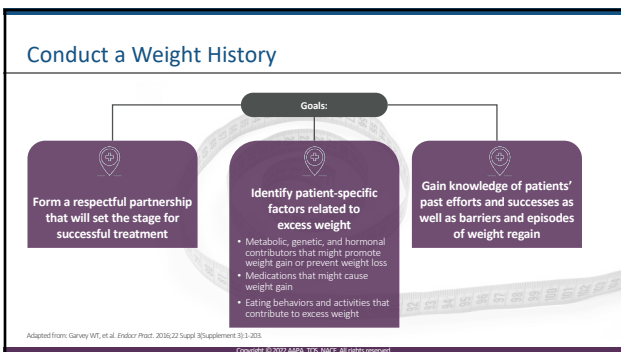 Conduct a Weight History
Goals:
Form a respectful partnership
that will set the stage for
successful treatment
Identify patient-specific
factors related to
excess weight
• Metabolic, genetic, and hormonal
contributors that might promote
weight gain or prevent weight loss
• Medications that might cause
weight gain
• Eating behaviors and activities that
contribute to excess weight
Gain knowledge of patients’
past efforts and successes as
well as barriers and episodes
of weight regain
Adapted from: Garvey WT, et al. Endocr Pract. 2016;22 Suppl 3(Supplement 3):1-203.
Copyright © 2022 AAPA, TOS, NACE. All rights reserved.